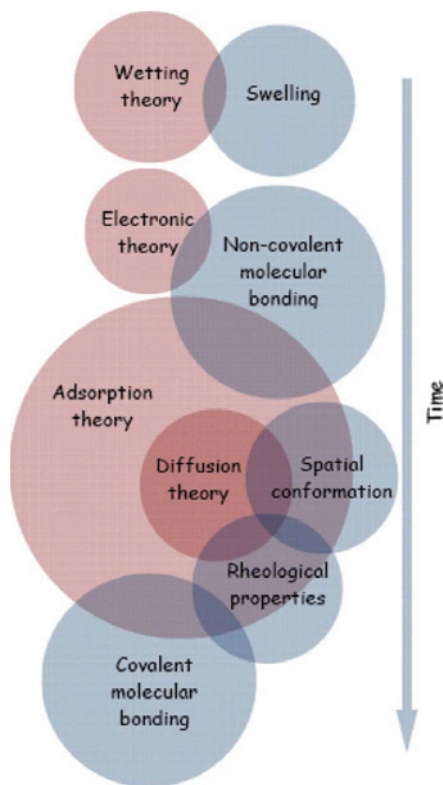 Wetting
theory
Swelling
Electronic
theory
Non-covalent
molecular
bonding
Adsorption
theory
Time
Diffusion
theory
Spatial
conformation
Rheological
properties
Covalent
molecular
bonding